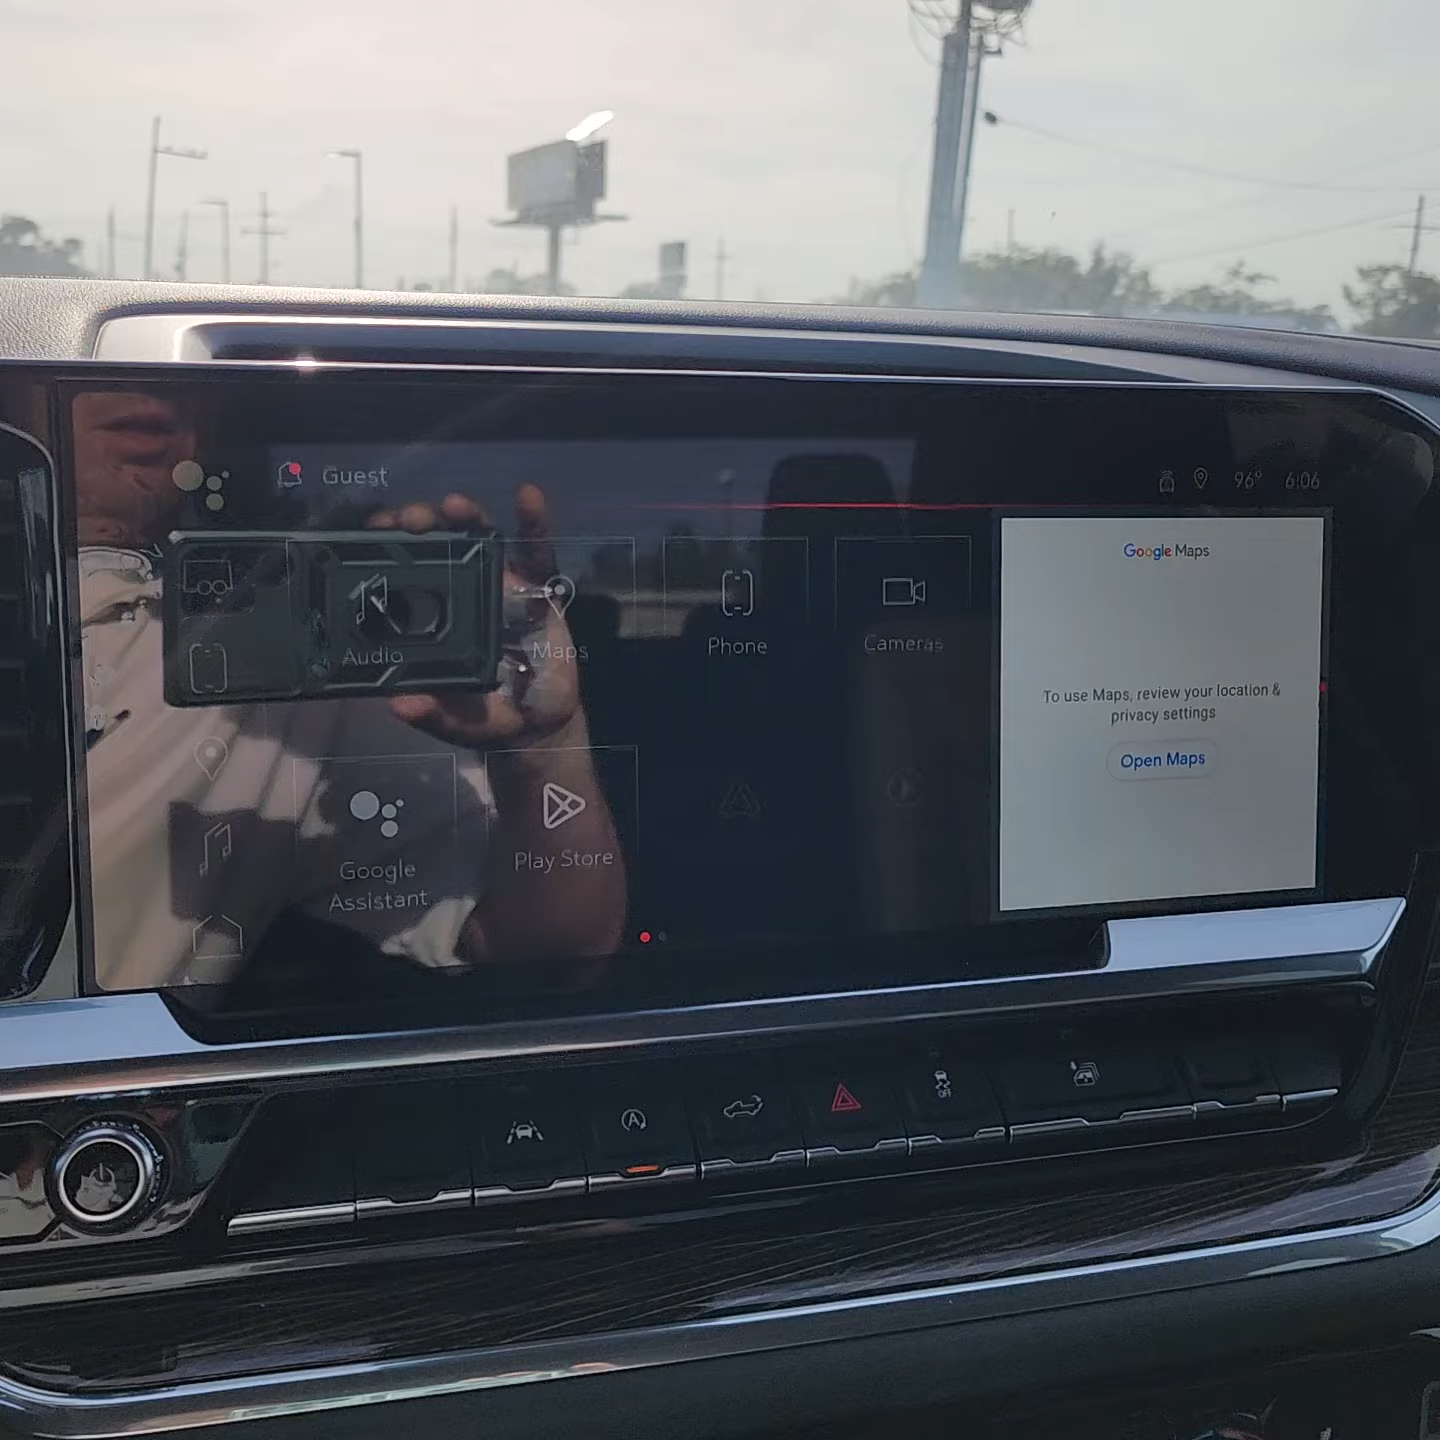 Guest
96°
6:06
Audio
Maps
Phone
Cameras
Google
Assistant
Play Store
Google Maps
To use Maps, review your location &
privacy settings
Open Maps
A
OFF